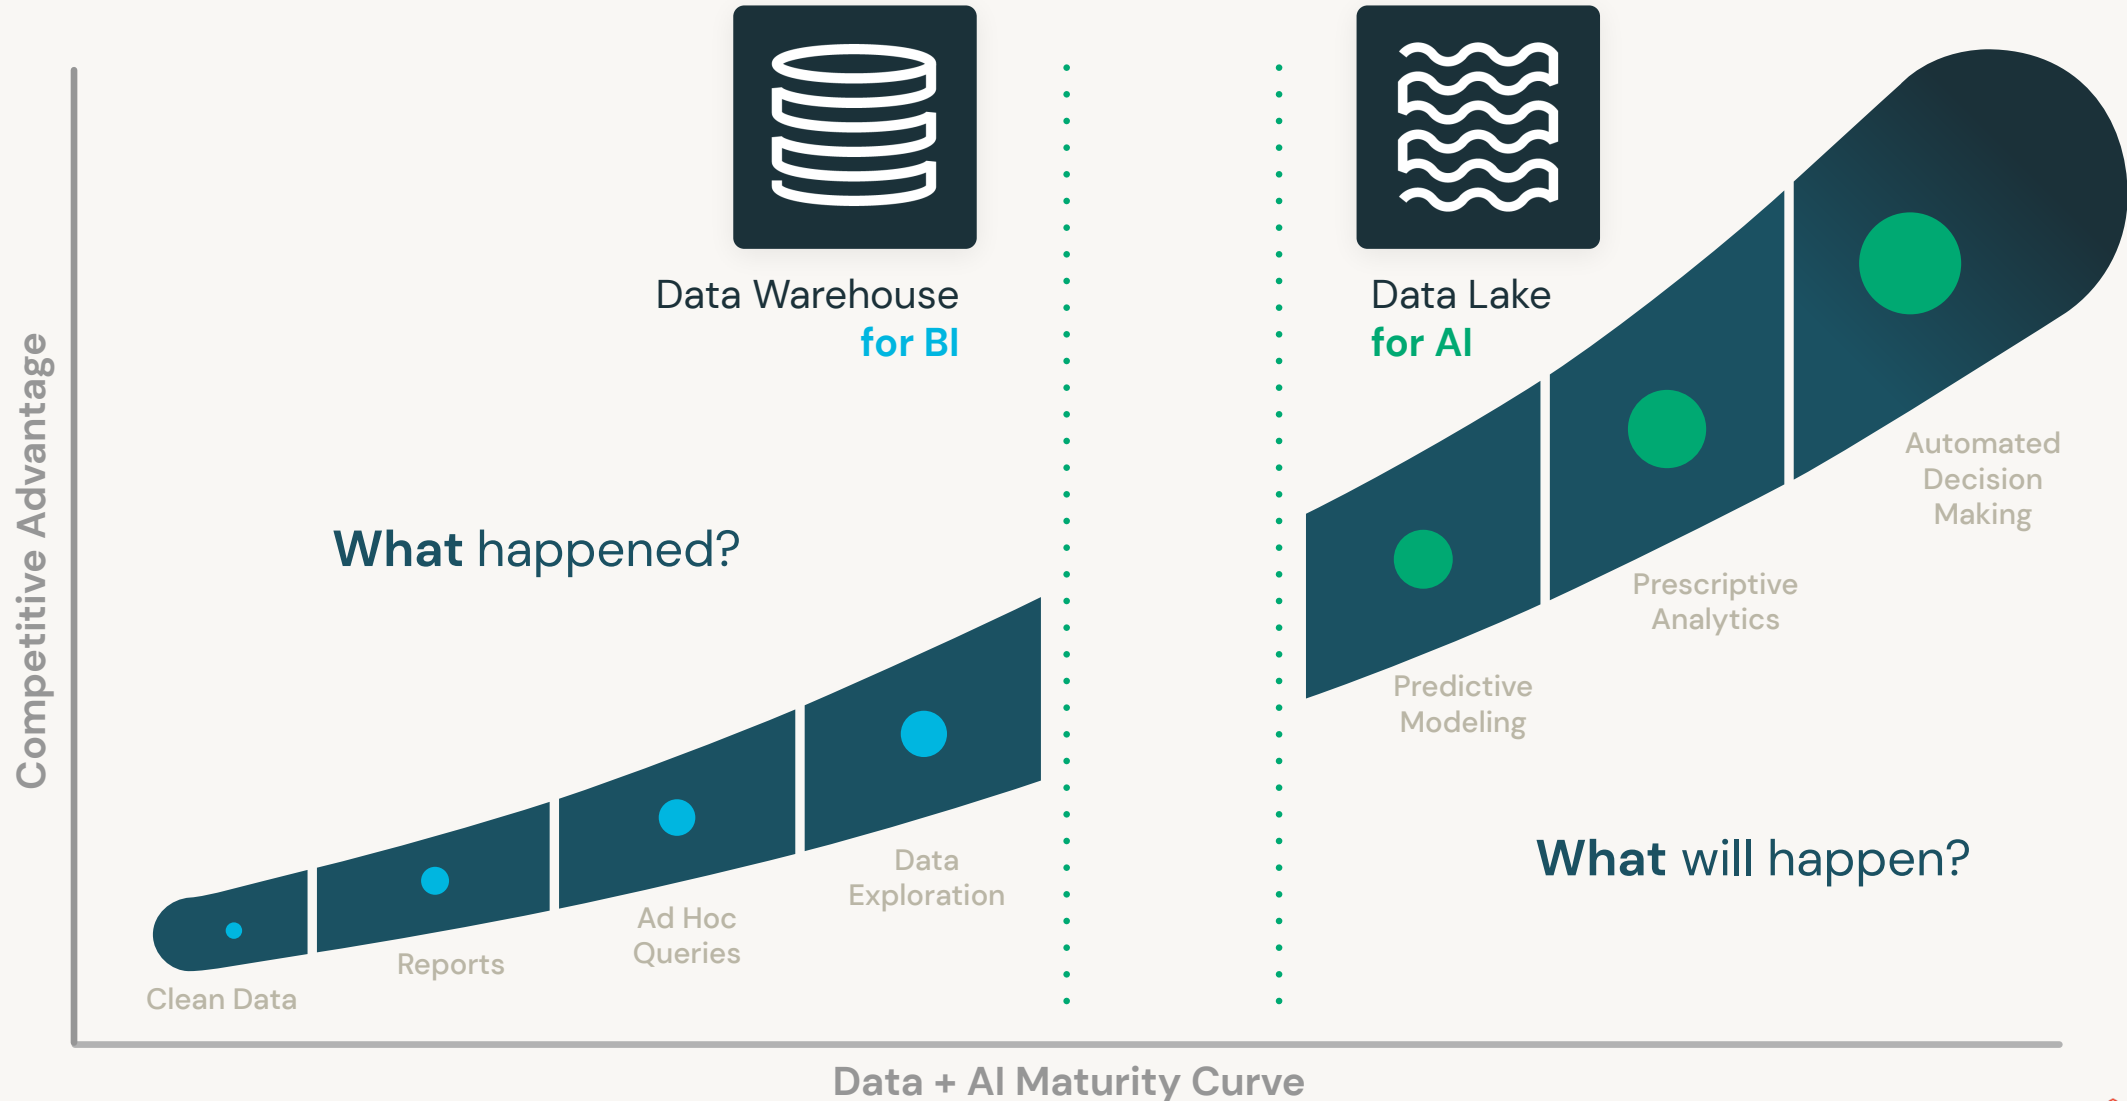 Data Warehouse
for BI
Data Lake
for AI
Competitive Advantage
What happened?
What will happen?
Clean Data
Reports
Ad Hoc
Queries
Data
Exploration
Predictive
Modeling
Prescriptive
Analytics
Automated
Decision
Making
Data + AI Maturity Curve